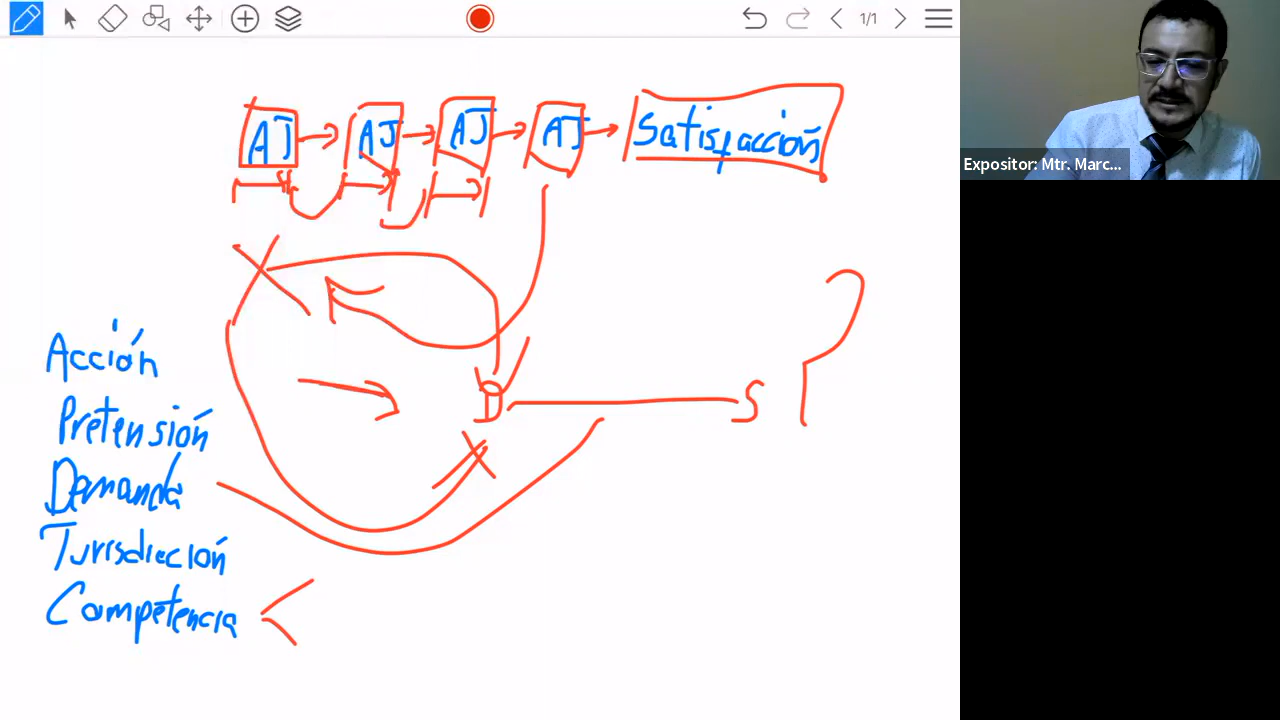 1/1
AJ AJ AJ AJ Satisfacción
Expositor: Mtr. Marc...
Acción
Pretensión
D S
Demanda
Jurisdicción
Competencia